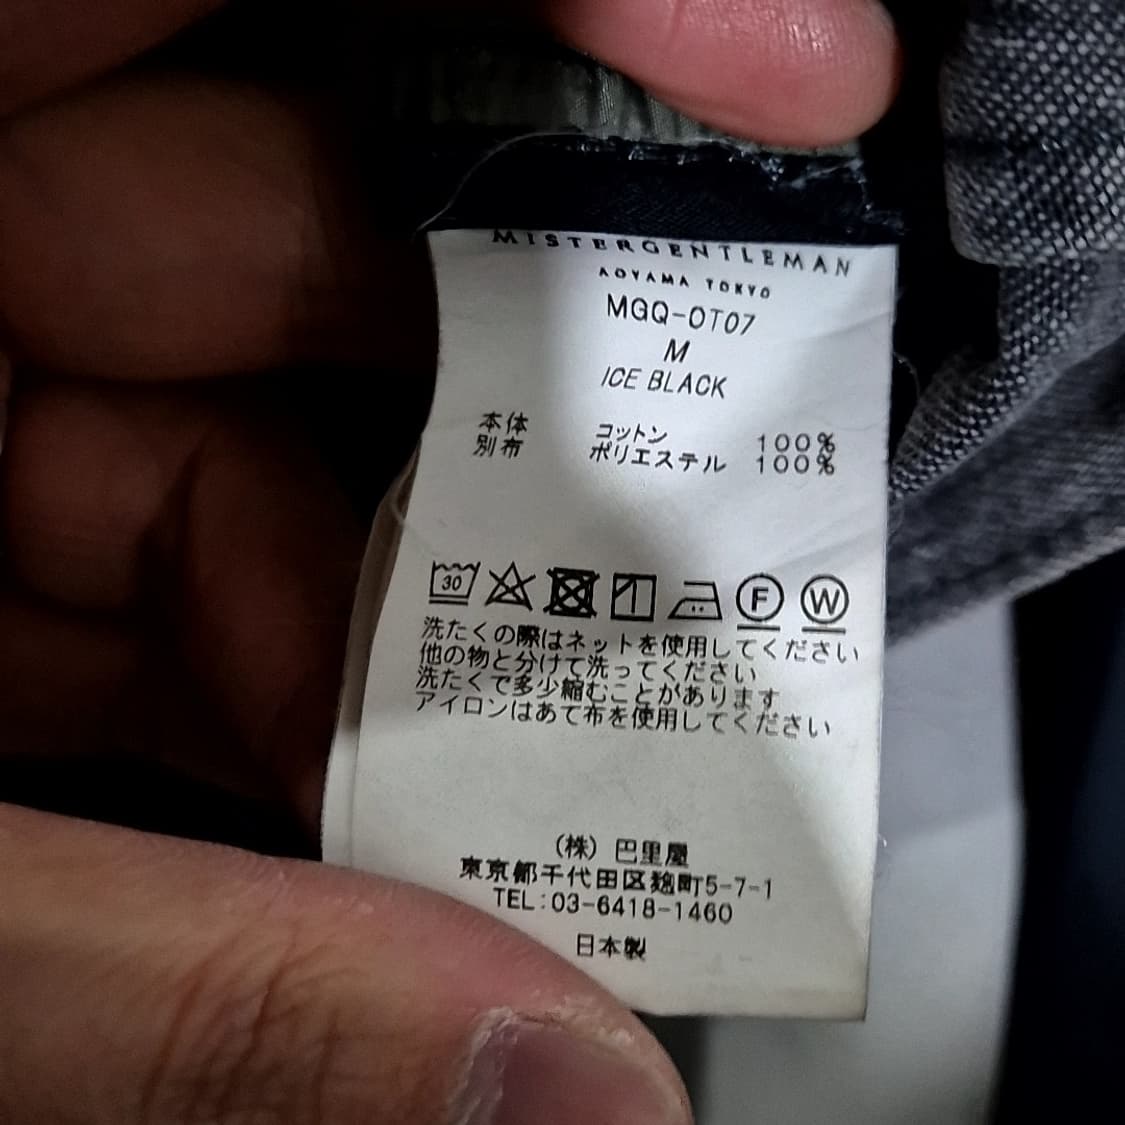 MISTERGENTLEMAN
AOYAMA TOKYO
MGQ-OT07
M
ICE BLACK
本体 コットン 100%
別布 ポリエステル 100%
30 F W
洗たくの際はネットを使用してください
他の物と分けて洗ってください
洗たくで多少縮むことがあります
アイロンはあて布を使用してください
(株) 巴里屋
東京都千代田区麹町5-7-1
TEL:03-6418-1460
日本製